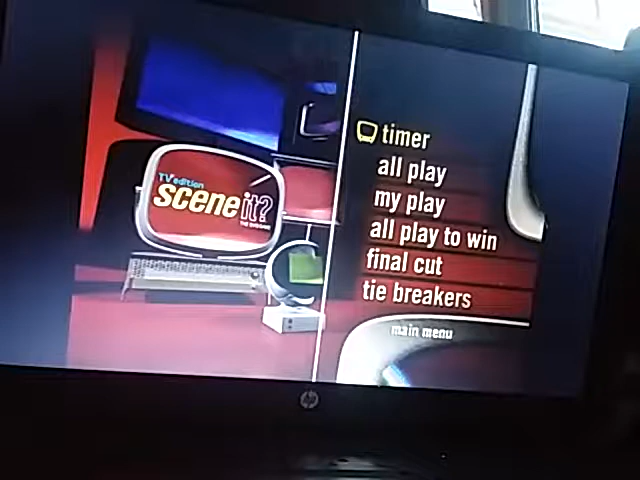 TV edition
scene it?
timer
all play
my play
all play to win
final cut
tie breakers
main menu
hp